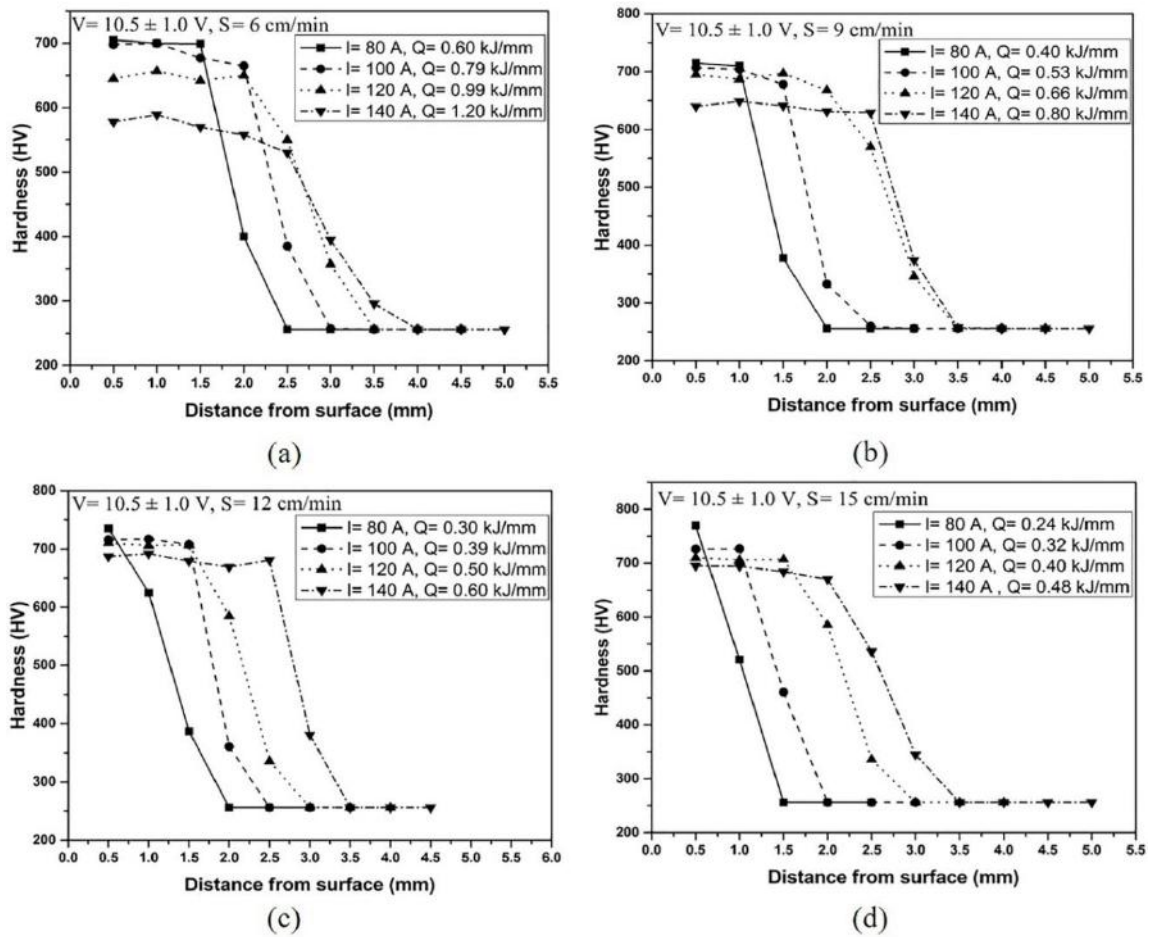 V= 10.5 ± 1.0 V, S= 6 cm/min
I= 80 A, Q= 0.60 kJ/mm
I= 100 A, Q= 0.79 kJ/mm
I= 120 A, Q= 0.99 kJ/mm
I= 140 A, Q= 1.20 kJ/mm
700
600
500
400
300
200
Hardness (HV)
0.0 0.5 1.0 1.5 2.0 2.5 3.0 3.5 4.0 4.5 5.0 5.5
Distance from surface (mm)
(a)
V= 10.5 ± 1.0 V, S= 9 cm/min
I= 80 A, Q= 0.40 kJ/mm
I= 100 A, Q= 0.53 kJ/mm
I= 120 A, Q= 0.66 kJ/mm
I= 140 A, Q= 0.80 kJ/mm
800
700
600
500
400
300
200
Hardness (HV)
0.0 0.5 1.0 1.5 2.0 2.5 3.0 3.5 4.0 4.5 5.0 5.5
Distance from surface (mm)
(b)
V= 10.5 ± 1.0 V, S= 12 cm/min
I= 80 A, Q= 0.30 kJ/mm
I= 100 A, Q= 0.39 kJ/mm
I= 120 A, Q= 0.50 kJ/mm
I= 140 A, Q= 0.60 kJ/mm
800
700
600
500
400
300
200
Hardness (HV)
0.0 0.5 1.0 1.5 2.0 2.5 3.0 3.5 4.0 4.5 5.0 5.5 6.0
Distance from surface (mm)
(c)
V= 10.5 ± 1.0 V, S= 15 cm/min
I= 80 A, Q= 0.24 kJ/mm
I= 100 A, Q= 0.32 kJ/mm
I= 120 A, Q= 0.40 kJ/mm
I= 140 A , Q= 0.48 kJ/mm
800
700
600
500
400
300
200
Hardness (HV)
0.0 0.5 1.0 1.5 2.0 2.5 3.0 3.5 4.0 4.5 5.0 5.5
Distance from surface (mm)
(d)